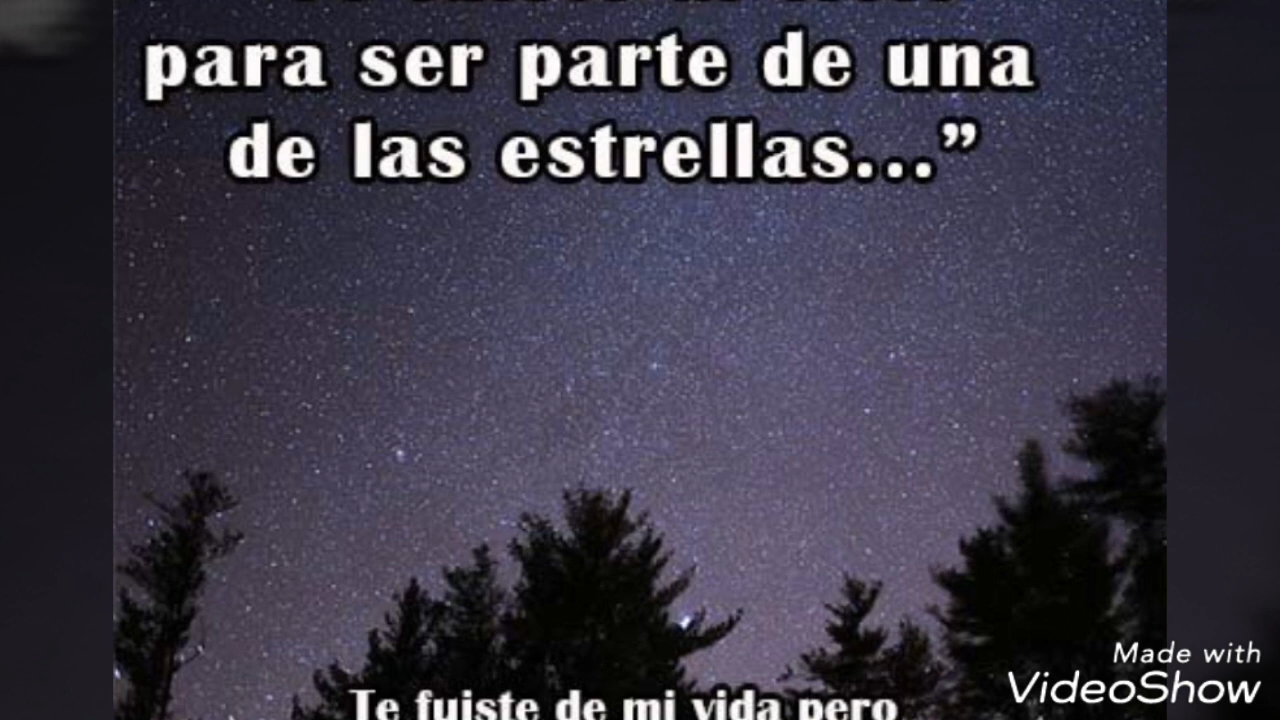 para ser parte de una
de las estrellas...”
Te fuiste de mi vida pero
Made with
VideoShow